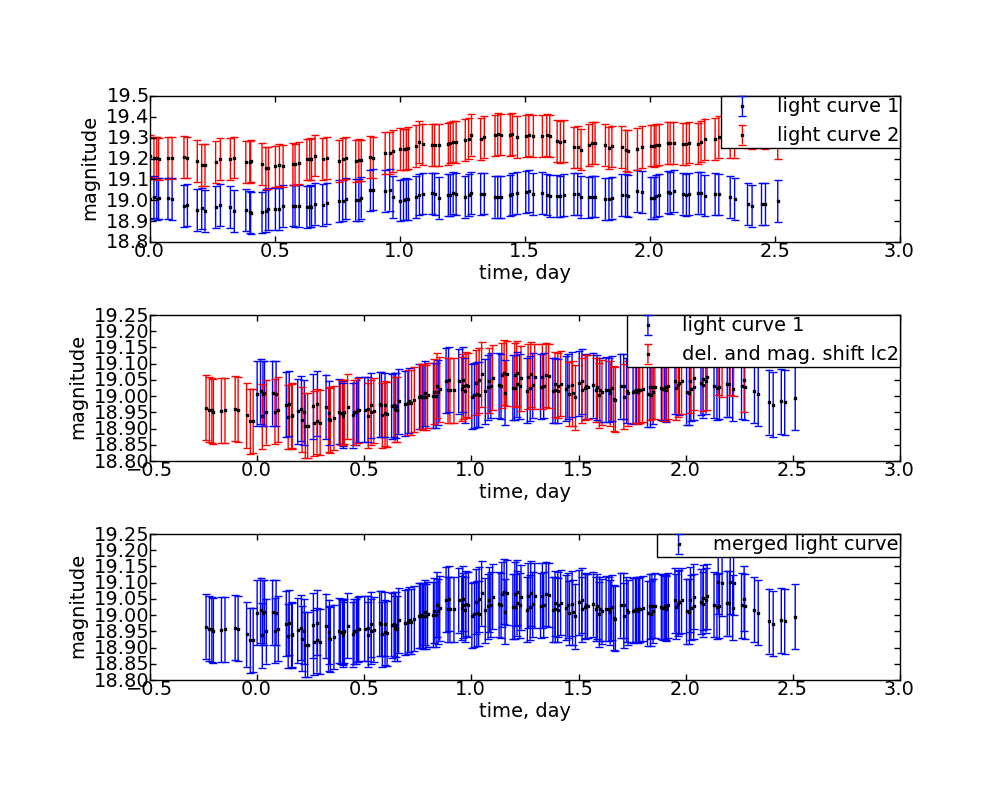 19.5
19.4
19.3
19.2
19.1
19.0
18.9
18.8
magnitude
light curve 1
light curve 2
0.0 0.5 1.0 1.5 2.0 2.5 3.0
time, day
19.25
19.20
19.15
19.10
19.05
19.00
18.95
18.90
18.85
18.80
magnitude
light curve 1
del. and mag. shift lc2
−0.5 0.0 0.5 1.0 1.5 2.0 2.5 3.0
time, day
19.25
19.20
19.15
19.10
19.05
19.00
18.95
18.90
18.85
18.80
magnitude
merged light curve
−0.5 0.0 0.5 1.0 1.5 2.0 2.5 3.0
time, day